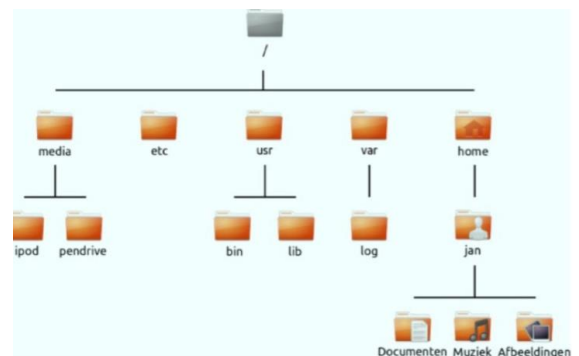 /
media etc usr var home
ipod pendrive bin lib log jan
Documenten Muziek Afbeeldingen